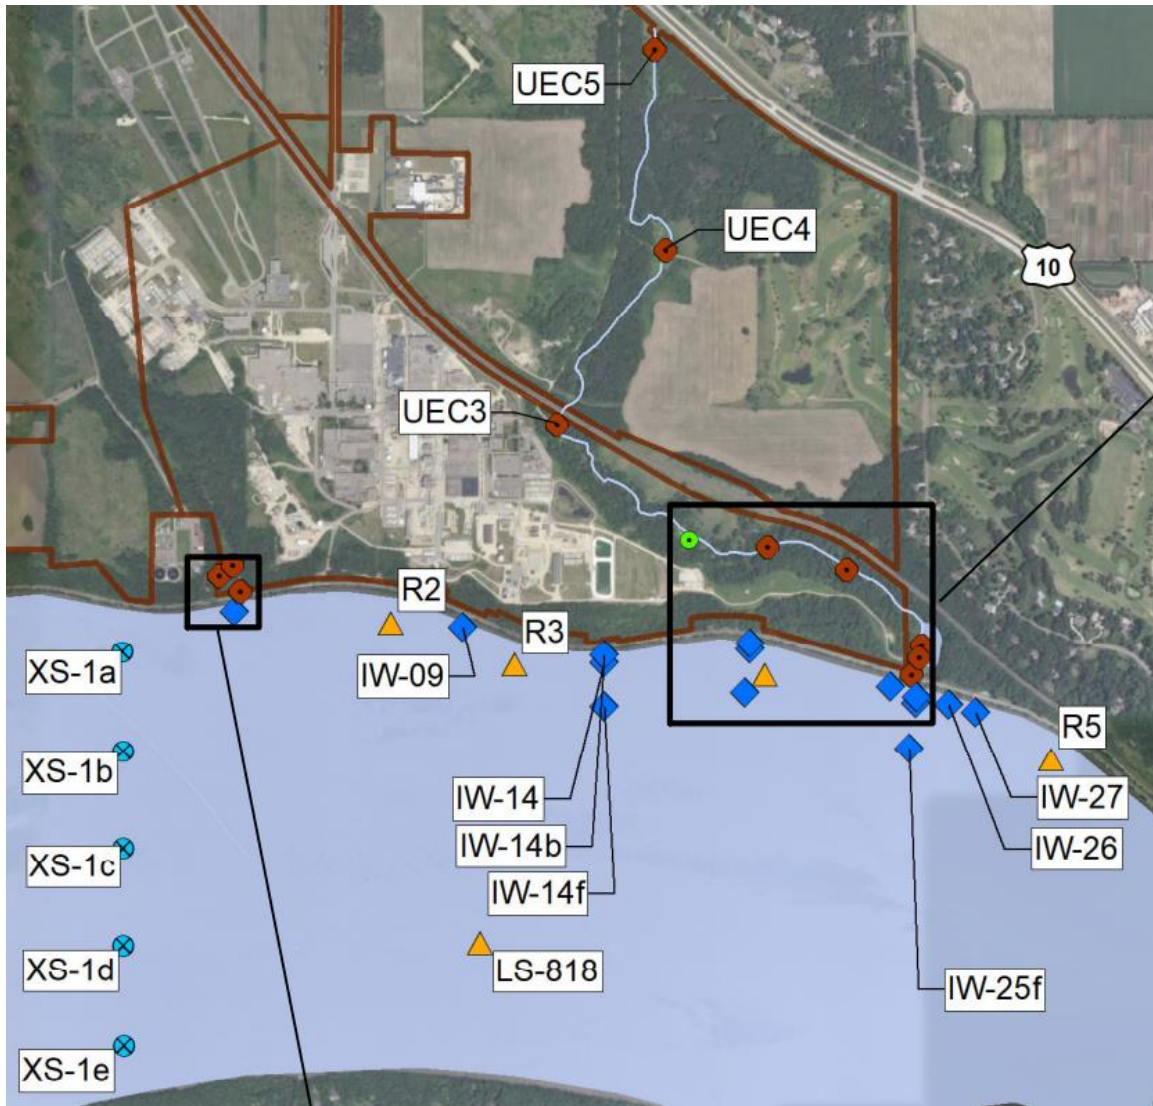 UEC5
UEC4
10
UEC3
R2
R3
IW-09
XS-1a
R5
XS-1b
IW-14
IW-27
IW-14b
IW-26
XS-1c
IW-14f
XS-1d
LS-818
IW-25f
XS-1e